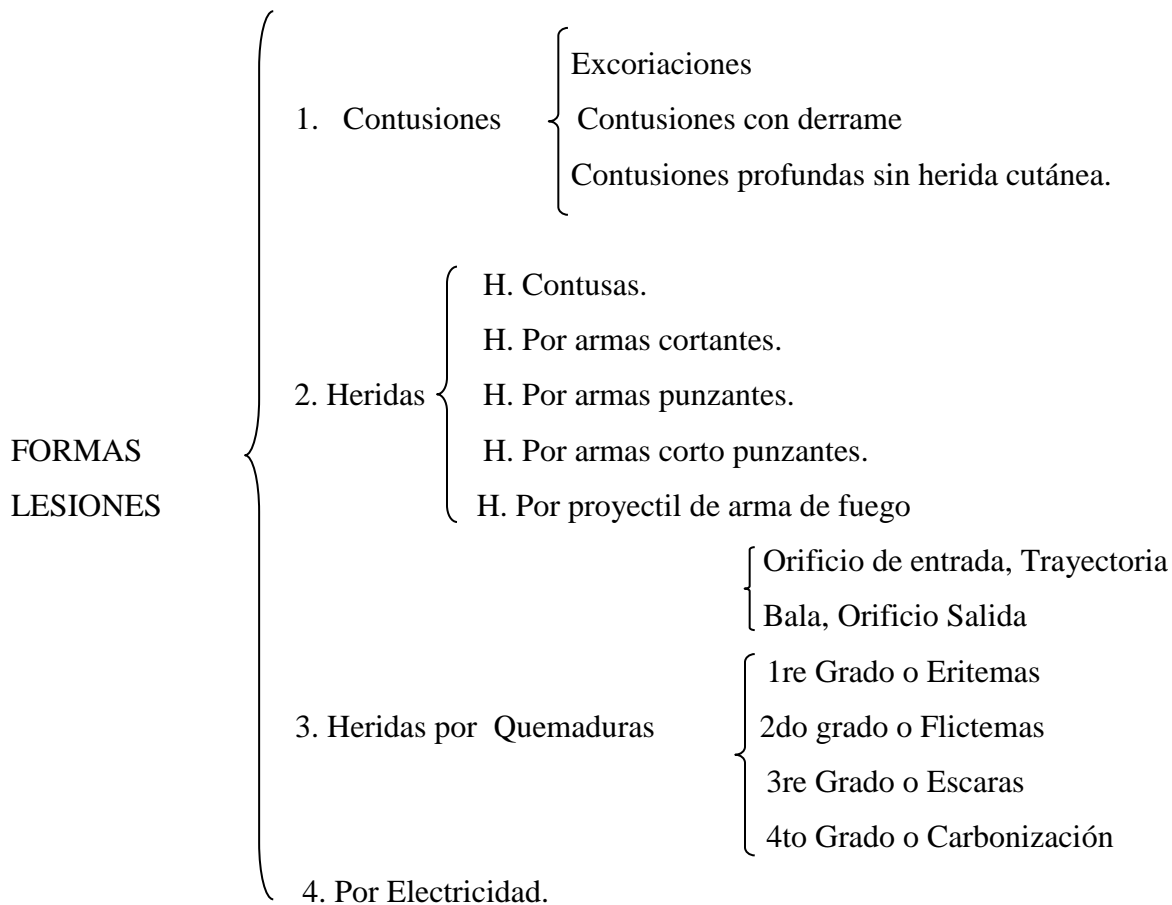 Excoriaciones
1. Contusiones
Contusiones con derrame
Contusiones profundas sin herida cutánea.
H. Contusas.
H. Por armas cortantes.
2. Heridas
H. Por armas punzantes.
FORMAS
LESIONES
H. Por armas corto punzantes.
H. Por proyectil de arma de fuego
Orificio de entrada, Trayectoria
Bala, Orificio Salida
1re Grado o Eritemas
3. Heridas por Quemaduras
2do grado o Flictemas
3re Grado o Escaras
4to Grado o Carbonización
4. Por Electricidad.